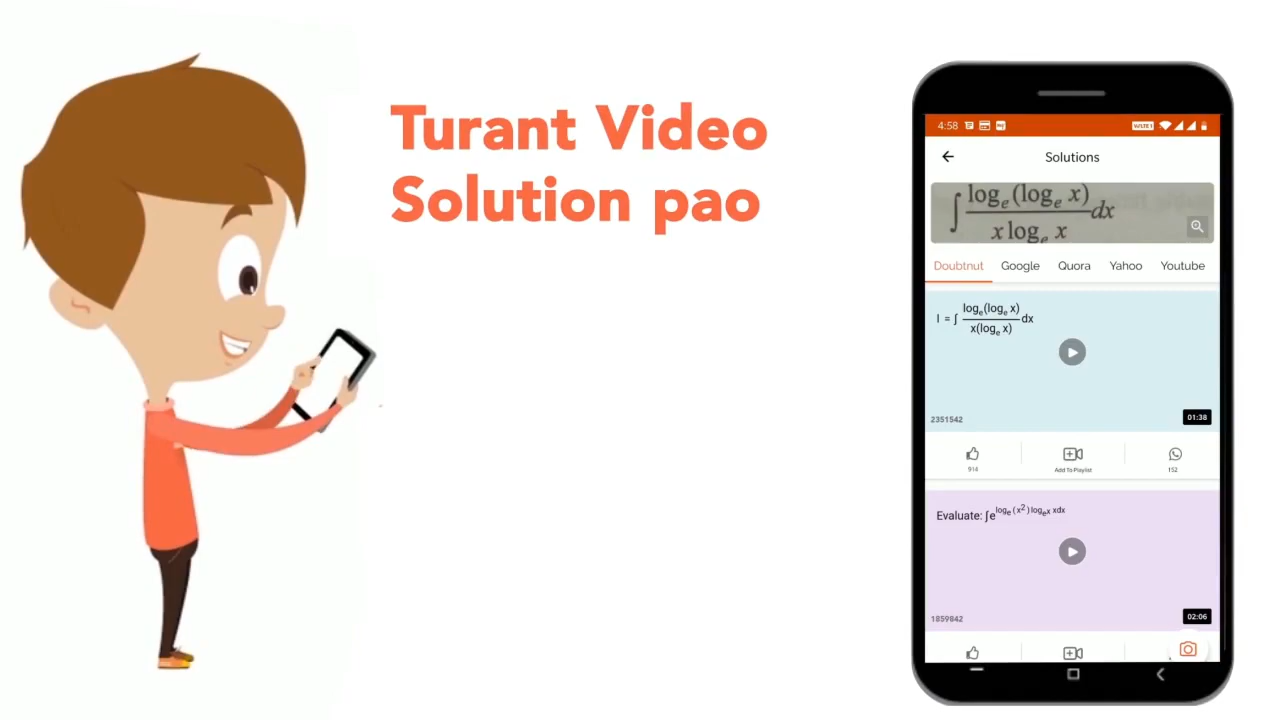 Turant Video
Solution pao
4:58
VoLTE
Solutions
∫ logₑ(logₑ x) / x logₑ x dx
Doubtnut Google Quora Yahoo Youtube
I = ∫ logₑ(logₑ x) / x(logₑ x) dx
2351542 01:38
914 Add To Playlist 152
Evaluate: ∫e^(logₑ(x²)logₑx xdx)
1859842 02:06